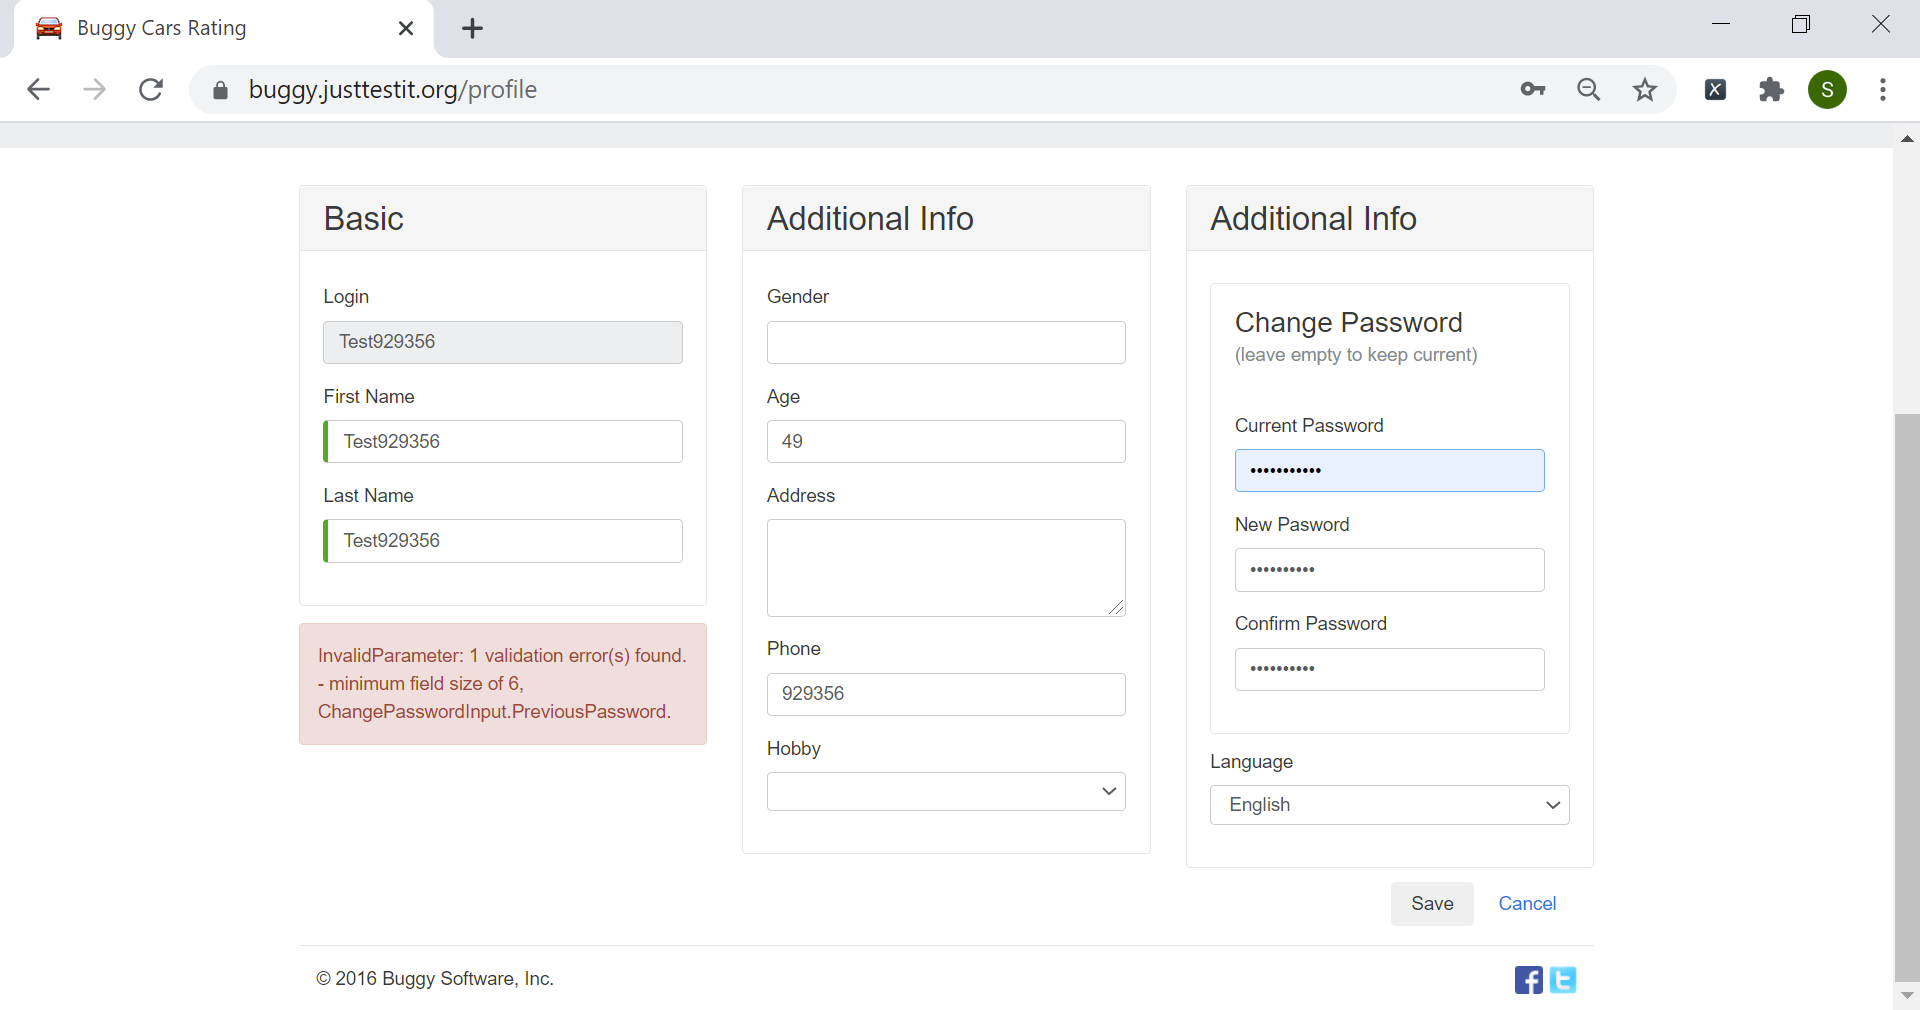 Buggy Cars Rating
buggy.justtestit.org/profile
S
Basic
Login
Test929356
First Name
Test929356
Last Name
Test929356
InvalidParameter: 1 validation error(s) found.
- minimum field size of 6,
ChangePasswordInput.PreviousPassword.
Additional Info
Gender
Age
49
Address
Phone
929356
Hobby
Additional Info
Change Password
(leave empty to keep current)
Current Password
•••••••••••
New Pasword
••••••••••
Confirm Password
••••••••••
Language
English
Save Cancel
© 2016 Buggy Software, Inc.